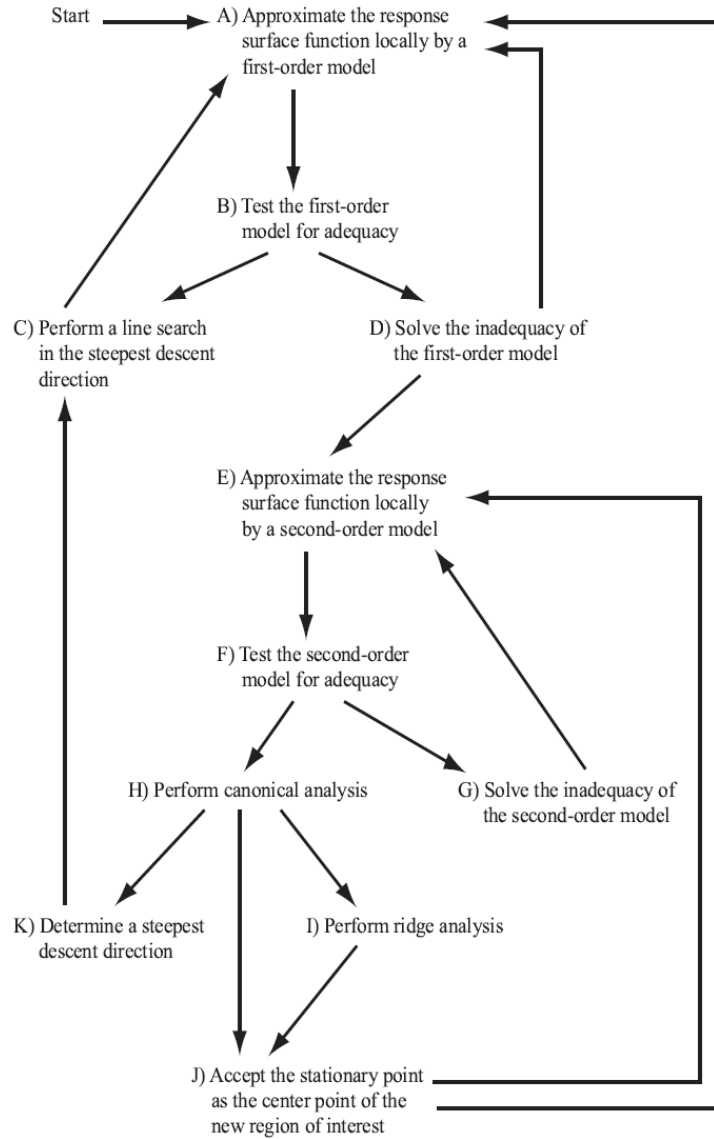 Start
A) Approximate the response
surface function locally by a
first-order model
B) Test the first-order
model for adequacy
C) Perform a line search
in the steepest descent
direction
D) Solve the inadequacy of
the first-order model
E) Approximate the response
surface function locally
by a second-order model
F) Test the second-order
model for adequacy
H) Perform canonical analysis
G) Solve the inadequacy of
the second-order model
K) Determine a steepest
descent direction
I) Perform ridge analysis
J) Accept the stationary point
as the center point of the
new region of interest